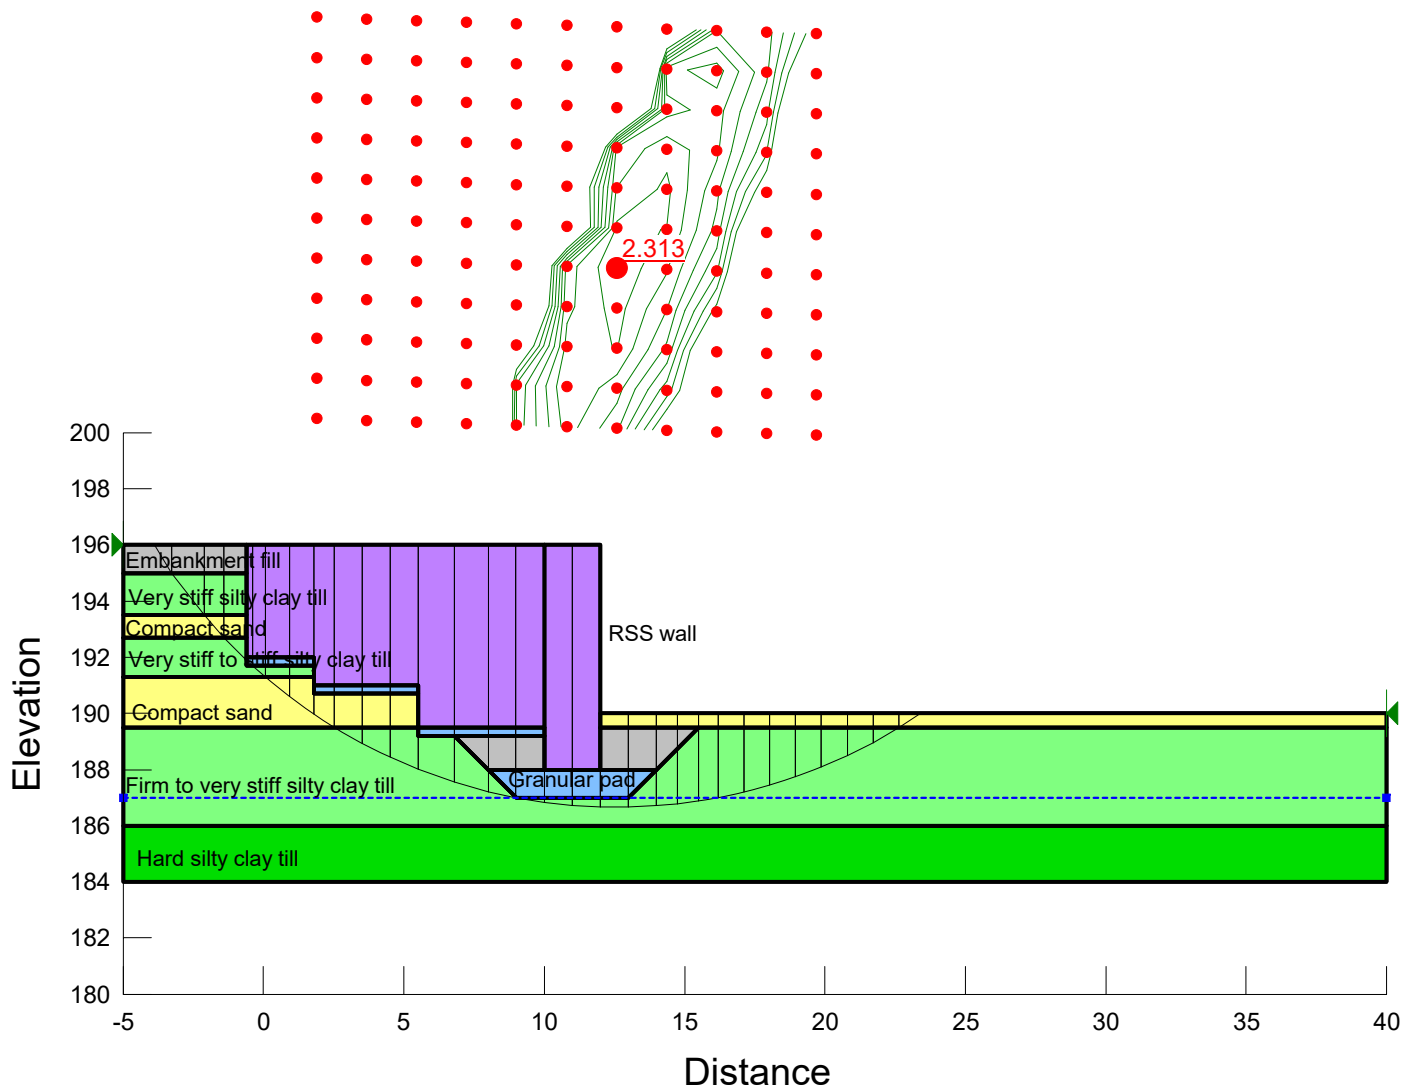 2.313
200
198
196
194
192
190
188
186
184
182
180
Elevation
Embankment fill
Very stiff silty clay till
Compact sand
RSS wall
Very stiff to stiff silty clay till
Compact sand
Granular pad
Firm to very stiff silty clay till
Hard silty clay till
-5 0 5 10 15 20 25 30 35 40
Distance